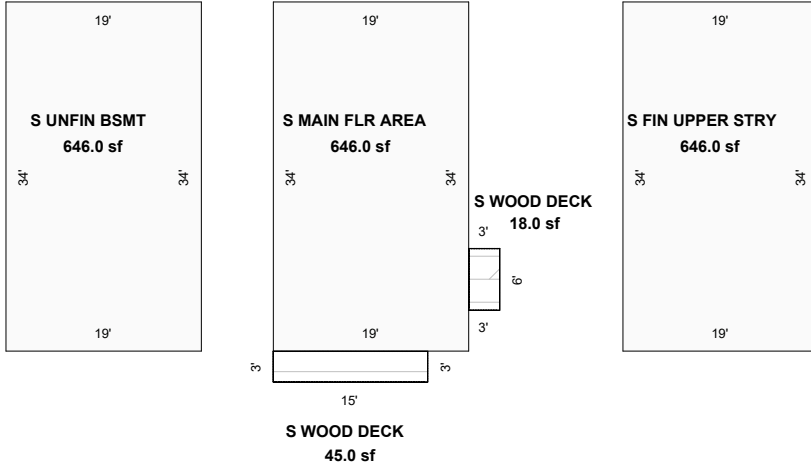 19'
S UNFIN BSMT
646.0 sf
34'
34'
19'
19'
S MAIN FLR AREA
646.0 sf
34'
34'
19'
S WOOD DECK
18.0 sf
3'
6'
3'
3'
3'
15'
S WOOD DECK
45.0 sf
19'
S FIN UPPER STRY
646.0 sf
34'
19'